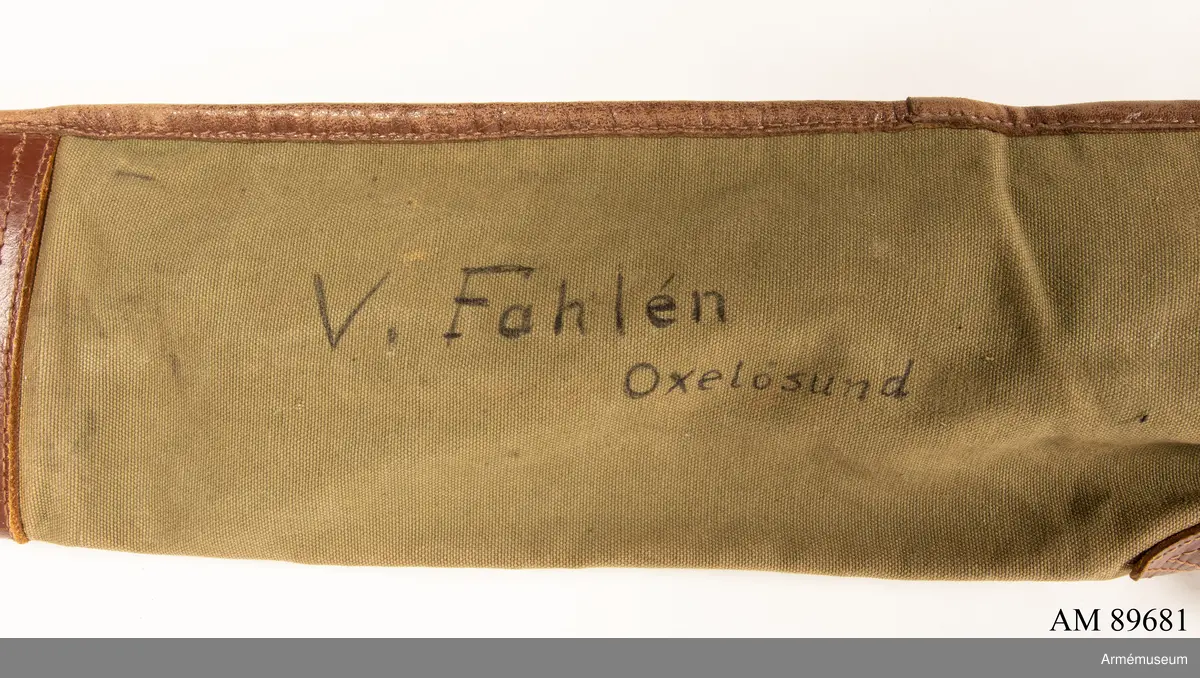 V. Fahlén
Oxelösund
AM 89681
Armémuseum